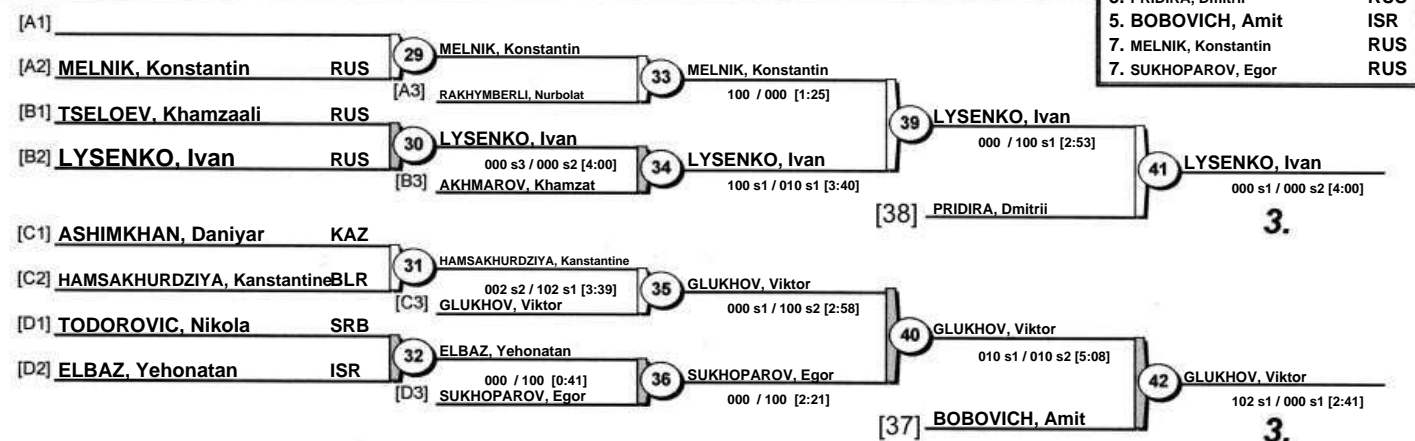 5. PRIDIRA, Dmitrii RUS
5. BOBOVICH, Amit ISR
7. MELNIK, Konstantin RUS
7. SUKHOPAROV, Egor RUS
[A1]
29 MELNIK, Konstantin
[A2] MELNIK, Konstantin RUS
33 MELNIK, Konstantin
100 / 000 [1:25]
[A3] RAKHYMBERLI, Nurbolat
[B1] TSELOEV, Khamzaali RUS
39 LYSENKO, Ivan
000 / 100 s1 [2:53]
30 LYSENKO, Ivan
000 s3 / 000 s2 [4:00]
[B2] LYSENKO, Ivan RUS
34 LYSENKO, Ivan
100 s1 / 010 s1 [3:40]
[B3] AKHMAROV, Khamzat
41 LYSENKO, Ivan
000 s1 / 000 s2 [4:00]
[38] PRIDIRA, Dmitrii
3.
[C1] ASHIMKHAN, Daniyar KAZ
31 HAMSAKHURDZIYA, Kanstantine
002 s2 / 102 s1 [3:39]
[C2] HAMSAKHURDZIYA, Kanstantine BLR
35 GLUKHOV, Viktor
000 s1 / 100 s2 [2:58]
[C3] GLUKHOV, Viktor
[D1] TODOROVIC, Nikola SRB
40 GLUKHOV, Viktor
010 s1 / 010 s2 [5:08]
32 ELBAZ, Yehonatan
000 / 100 [0:41]
[D2] ELBAZ, Yehonatan ISR
36 SUKHOPAROV, Egor
000 / 100 [2:21]
[D3] SUKHOPAROV, Egor
42 GLUKHOV, Viktor
102 s1 / 000 s1 [2:41]
[37] BOBOVICH, Amit
3.